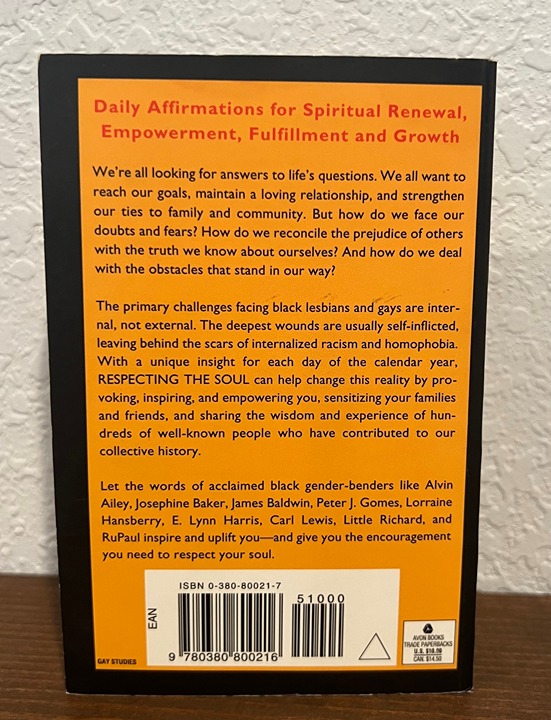 Daily Affirmations for Spiritual Renewal,
Empowerment, Fulfillment and Growth
We're all looking for answers to life's questions. We all want to
reach our goals, maintain a loving relationship, and strengthen
our ties to family and community. But how do we face our
doubts and fears? How do we reconcile the prejudice of others
with the truth we know about ourselves? And how do we deal
with the obstacles that stand in our way?
The primary challenges facing black lesbians and gays are inter-
nal, not external. The deepest wounds are usually self-inflicted,
leaving behind the scars of internalized racism and homophobia.
With a unique insight for each day of the calendar year,
RESPECTING THE SOUL can help change this reality by pro-
voking, inspiring, and empowering you, sensitizing your families
and friends, and sharing the wisdom and experience of hun-
dreds of well-known people who have contributed to our
collective history.
Let the words of acclaimed black gender-benders like Alvin
Ailey, Josephine Baker, James Baldwin, Peter J. Gomes, Lorraine
Hansberry, E. Lynn Harris, Carl Lewis, Little Richard, and
RuPaul inspire and uplift you—and give you the encouragement
you need to respect your soul.
ISBN 0-380-80021-7
51000
EAN
9 780380 800216
GAY STUDIES
AVON BOOKS
TRADE PAPERBACKS
U.S. $10.00
CAN. $14.50